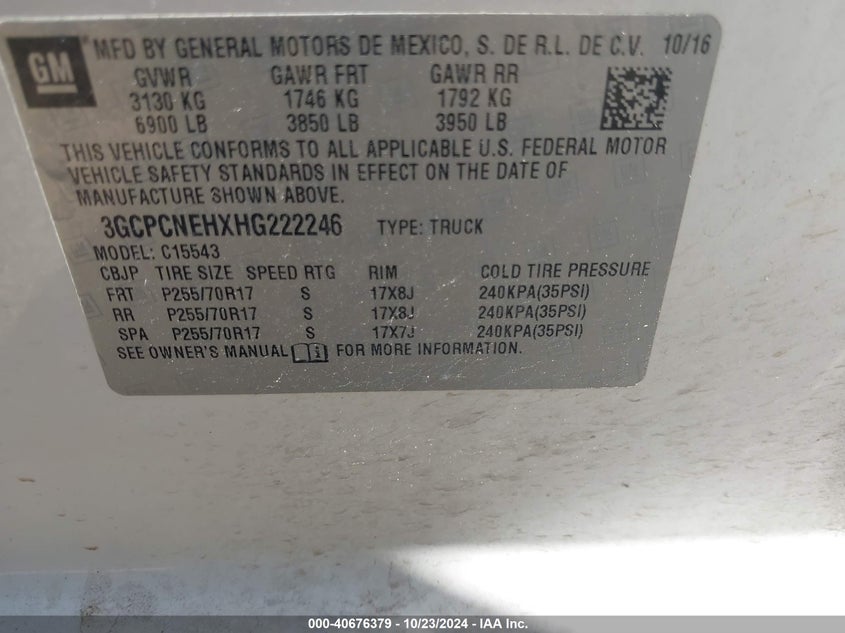 GM
MFD BY GENERAL MOTORS DE MEXICO, S. DE R.L. DE C.V. 10/16
GVWR GAWR FRT GAWR RR
3130 KG 1746 KG 1792 KG
6900 LB 3850 LB 3950 LB
THIS VEHICLE CONFORMS TO ALL APPLICABLE U.S. FEDERAL MOTOR
VEHICLE SAFETY STANDARDS IN EFFECT ON THE DATE OF
MANUFACTURE SHOWN ABOVE.
3GCPCNEHXHG222246 TYPE: TRUCK
MODEL: C15543
CBJP TIRE SIZE SPEED RTG RIM COLD TIRE PRESSURE
FRT P255/70R17 S 17X8J 240KPA(35PSI)
RR P255/70R17 S 17X8J 240KPA(35PSI)
SPA P255/70R17 S 17X7J 240KPA(35PSI)
SEE OWNER'S MANUAL FOR MORE INFORMATION.
000-40676379 - 10/23/2024 - IAA Inc.